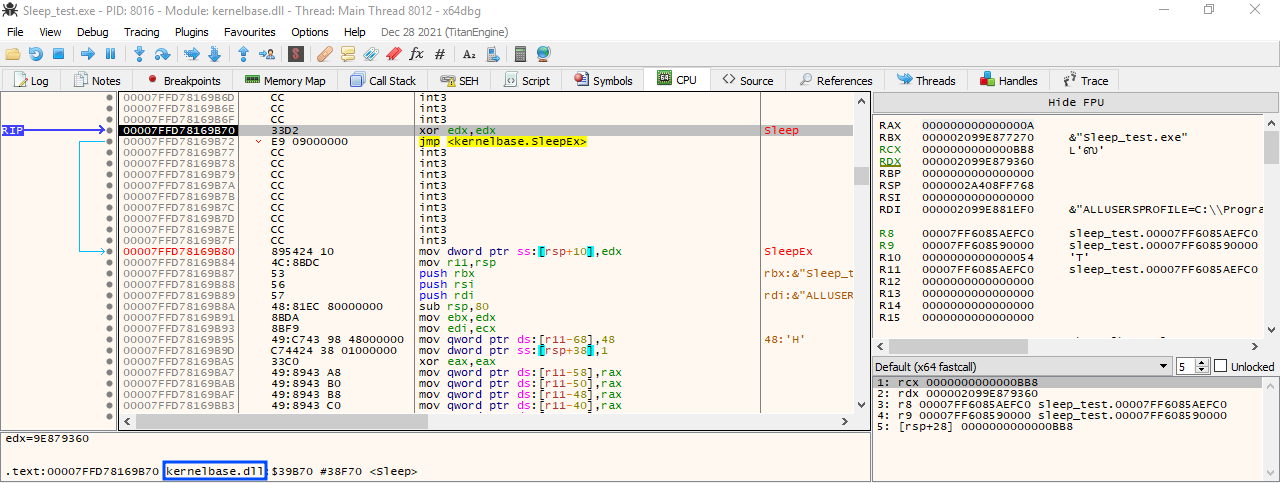 Sleep_test.exe - PID: 8016 - Module: kernelbase.dll - Thread: Main Thread 8012 - x64dbg
File View Debug Tracing Plugins Favourites Options Help Dec 28 2021 (TitanEngine)
Log Notes Breakpoints Memory Map Call Stack SEH Script Symbols CPU Source References Threads Handles Trace
00007FFD78169B6D CC int3
00007FFD78169B6E CC int3
00007FFD78169B6F CC int3
RIP 00007FFD78169B70 33D2 xor edx,edx Sleep
00007FFD78169B72 E9 09000000 jmp <kernelbase.SleepEx>
00007FFD78169B77 CC int3
00007FFD78169B78 CC int3
00007FFD78169B79 CC int3
00007FFD78169B7A CC int3
00007FFD78169B7B CC int3
00007FFD78169B7C CC int3
00007FFD78169B7D CC int3
00007FFD78169B7E CC int3
00007FFD78169B7F CC int3
00007FFD78169B80 895424 10 mov dword ptr ss:[rsp+10],edx SleepEx
00007FFD78169B84 4C:8BDC mov r11,rsp
00007FFD78169B87 53 push rbx rbx:&"Sleep_t
00007FFD78169B88 56 push rsi
00007FFD78169B89 57 push rdi rdi:&"ALLUSER
00007FFD78169B8A 48:81EC 80000000 sub rsp,80
00007FFD78169B91 8BDA mov ebx,edx
00007FFD78169B93 8BF9 mov edi,ecx
00007FFD78169B95 49:C743 98 48000000 mov qword ptr ds:[r11-68],48 48:'H'
00007FFD78169B9D C74424 38 01000000 mov dword ptr ss:[rsp+38],1
00007FFD78169BA5 33C0 xor eax,eax
00007FFD78169BA7 49:8943 A8 mov qword ptr ds:[r11-58],rax
00007FFD78169BAB 49:8943 B0 mov qword ptr ds:[r11-50],rax
00007FFD78169BAF 49:8943 B8 mov qword ptr ds:[r11-48],rax
00007FFD78169BB3 49:8943 C0 mov qword ptr ds:[r11-40],rax
Hide FPU
RAX 000000000000000A
RBX 000002099E877270 &"Sleep_test.exe"
RCX 0000000000000BB8
RDX 000002099E879360
RBP 0000000000000000
RSP 0000002A408FF768
RSI 0000000000000000
RDI 000002099E881EF0 &"ALLUSERSPROFILE=C:\\Progra
R8 00007FF6085AEFC0 sleep_test.00007FF6085AEFC0
R9 00007FF608590000 sleep_test.00007FF608590000
R10 0000000000000054 'T'
R11 00007FF6085AEFC0 sleep_test.00007FF6085AEFC0
R12 0000000000000000
R13 0000000000000000
R14 0000000000000000
R15 0000000000000000
Default (x64 fastcall) 5 Unlocked
1: rcx 0000000000000BB8
2: rdx 000002099E879360
3: r8 00007FF6085AEFC0 sleep_test.00007FF6085AEFC0
4: r9 00007FF608590000 sleep_test.00007FF608590000
5: [rsp+28] 0000000000000BB8
edx=9E879360
.text:00007FFD78169B70 kernelbase.dll:$39B70 #38F70 <Sleep>